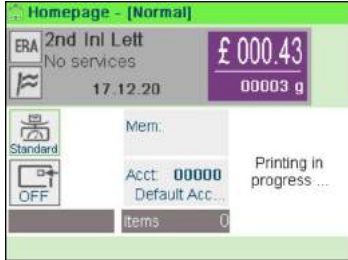 Homepage - [Normal]
ERA
2nd Inl Lett
No services
17.12.20
£ 000.43
00003 g
Standard
OFF
Mem:
Acct: 00000
Default Acc...
Items 0
Printing in
progress ...